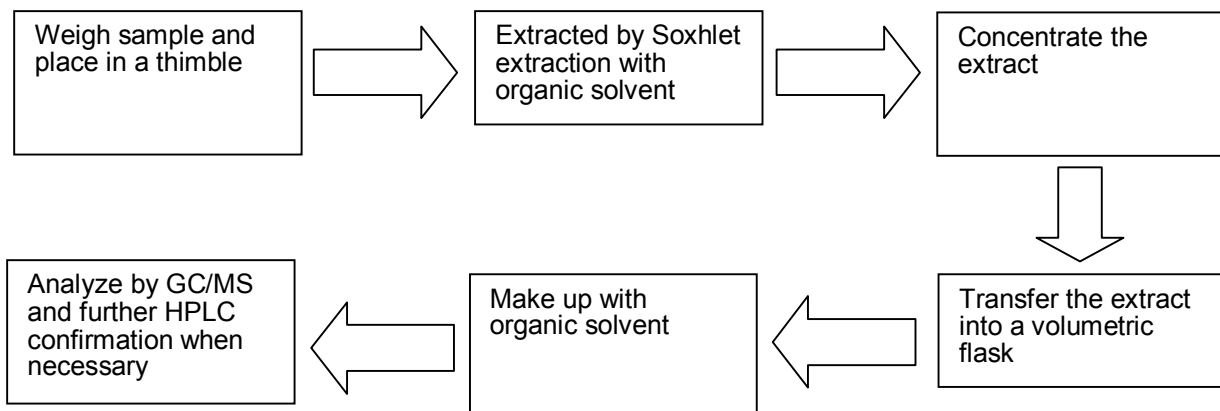 Weigh sample and
place in a thimble
Extracted by Soxhlet
extraction with
organic solvent
Concentrate the
extract
Transfer the extract
into a volumetric
flask
Make up with
organic solvent
Analyze by GC/MS
and further HPLC
confirmation when
necessary